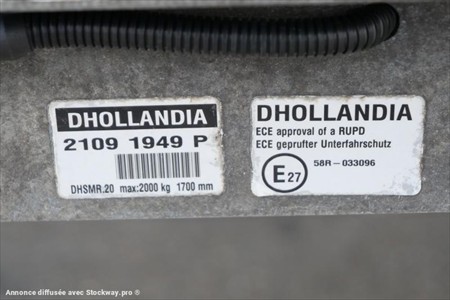 DHOLLANDIA
2109 1949 P
DHSMR.20 max:2000 kg 1700 mm
DHOLLANDIA
ECE approval of a RUPD
ECE geprufter Unterfahrschutz
E27
58R-033096
Annonce diffusée avec Stockway.pro ®